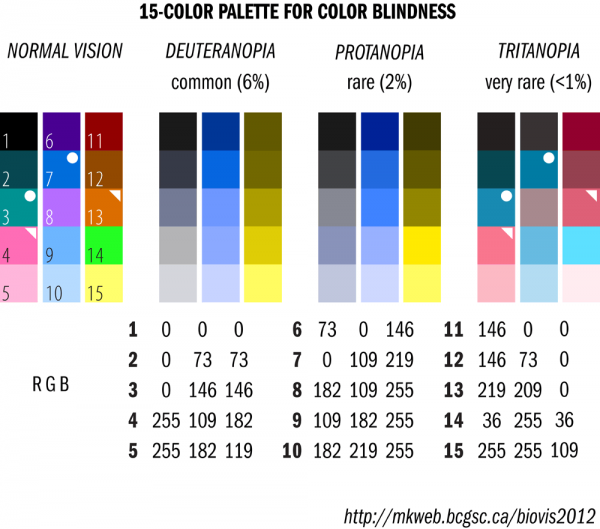 15-COLOR PALETTE FOR COLOR BLINDNESS
NORMAL VISION DEUTERANOPIA PROTANOPIA TRITANOPIA
common (6%) rare (2%) very rare (<1%)
1 6 11
2 7 12
3 8 13
4 9 14
5 10 15
1 0 0 0 6 73 0 146 11 146 0 0
2 0 73 73 7 0 109 219 12 146 73 0
RGB 3 0 146 146 8 182 109 255 13 219 209 0
4 255 109 182 9 109 182 255 14 36 255 36
5 255 182 119 10 182 219 255 15 255 255 109
http://mkweb.bcgsc.ca/biovis2012